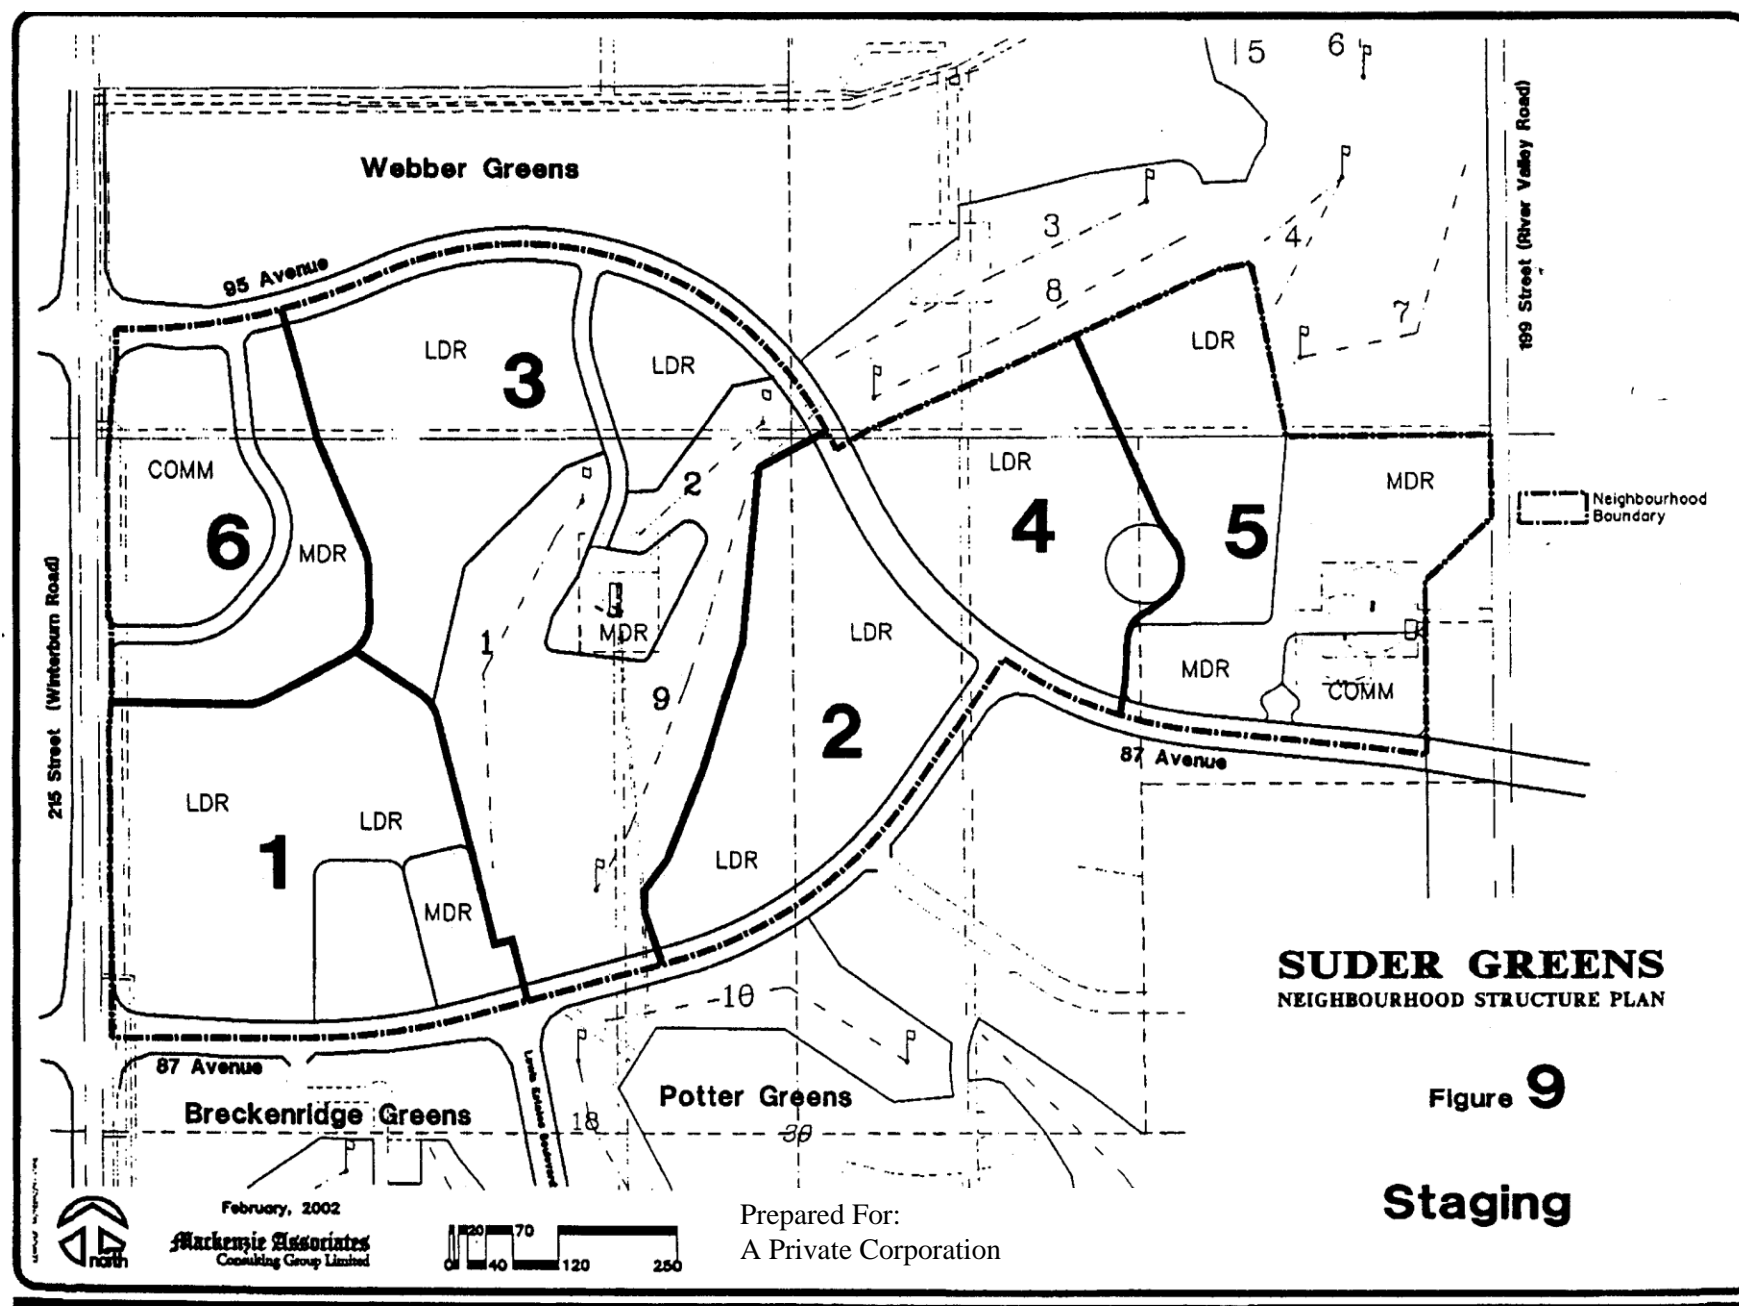 5
6
Webber Greens
199 Street (River Valley Road)
95 Avenue
3
4
8
7
LDR
3
LDR
LDR
COMM
2
LDR
MDR
Neighbourhood
Boundary
6
MDR
4
5
215 Street (Winterburn Road)
1
MDR
LDR
9
MDR
COMM
2
87 Avenue
LDR
LDR
1
LDR
MDR
SUDER GREENS
NEIGHBOURHOOD STRUCTURE PLAN
10
87 Avenue
Lewis Estates Boulevard
Figure 9
Breckenridge Greens
Potter Greens
18
Staging
north
February, 2002
Mackenzie Associates
Consulting Group Limited
20 70
0 40 120 250
Prepared For:
A Private Corporation